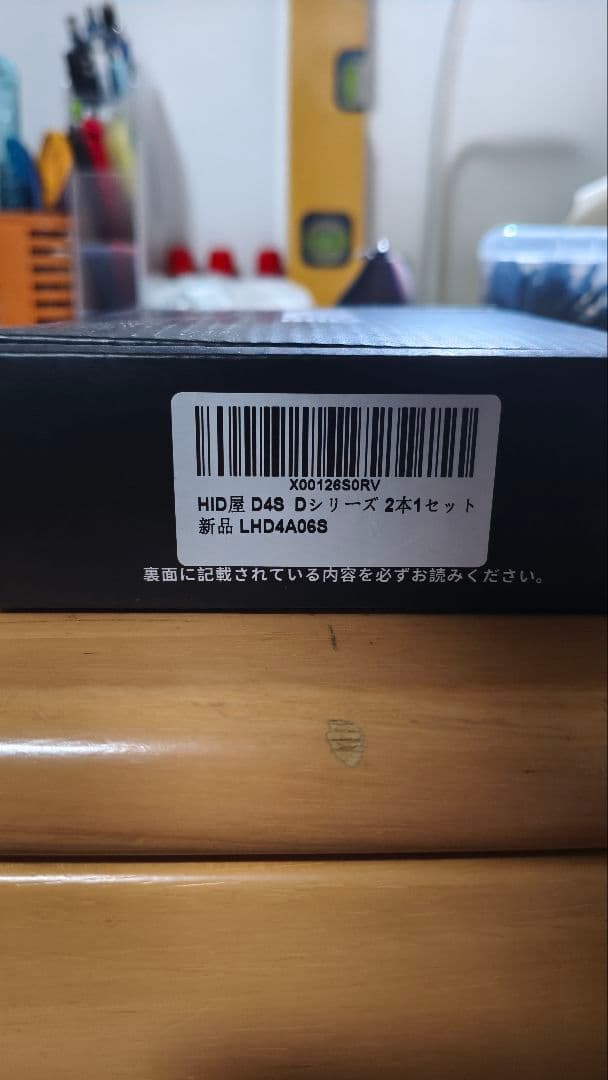 X00126S0RV
HID屋 D4S Dシリーズ 2本1セット
新品 LHD4A06S
裏面に記載されている内容を必ずお読みください。